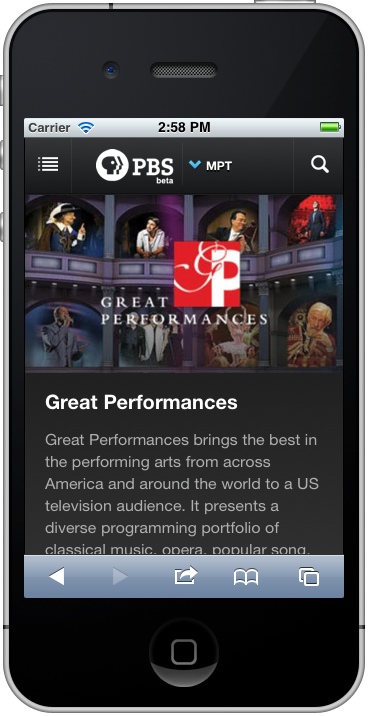 Carrier 2:58 PM
PBS MPT
beta
GREAT
PERFORMANCES
Great Performances
Great Performances brings the best in
the performing arts from across
America and around the world to a US
television audience. It presents a
diverse programming portfolio of
classical music, opera, popular song,